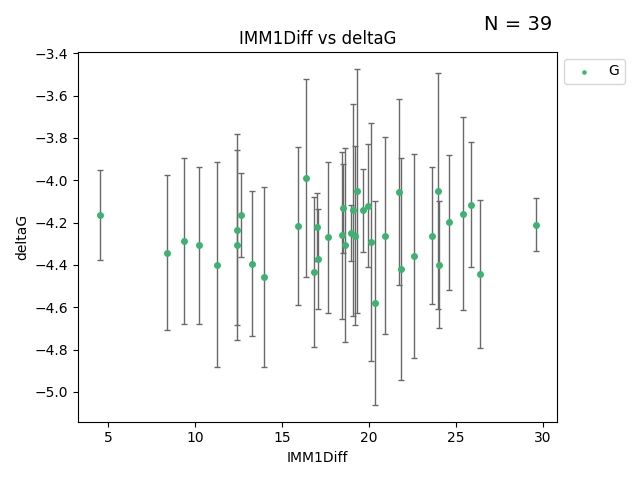 N = 39
IMM1Diff vs deltaG
G
−3.4
−3.6
−3.8
−4.0
−4.2
−4.4
−4.6
−4.8
−5.0
deltaG
5 10 15 20 25 30
IMM1Diff